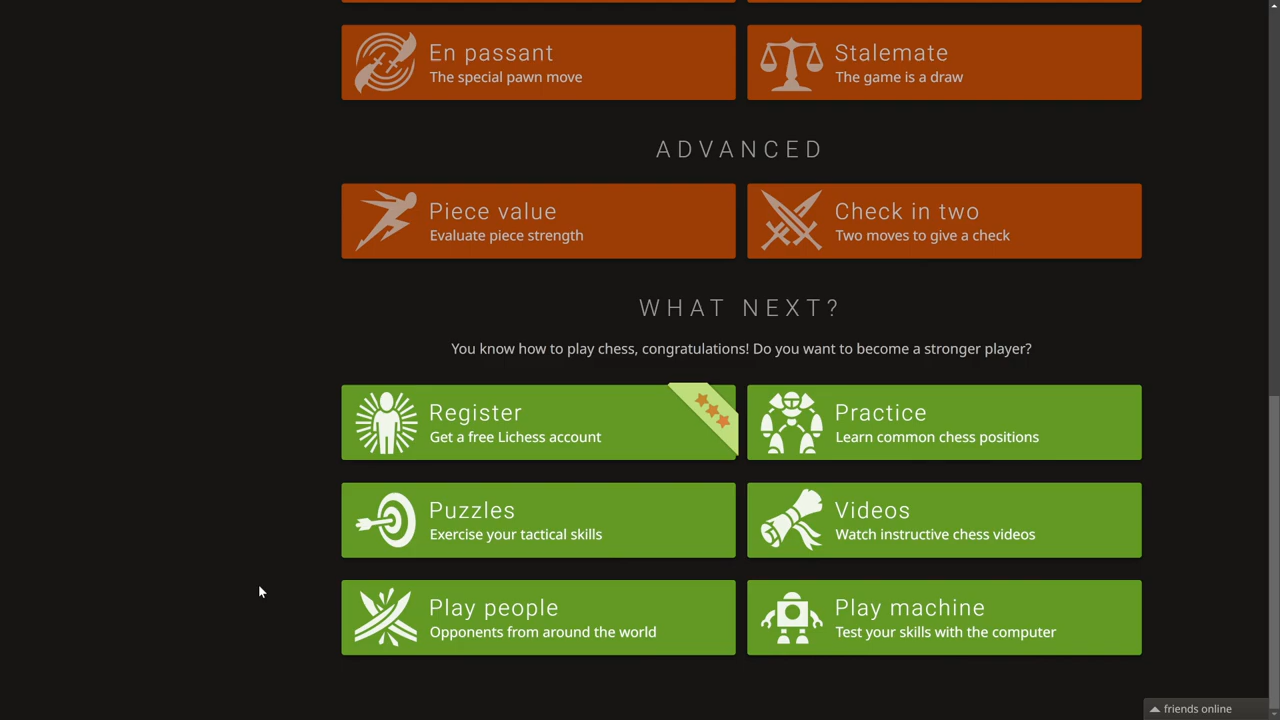 En passant
The special pawn move
Stalemate
The game is a draw
ADVANCED
Piece value
Evaluate piece strength
Check in two
Two moves to give a check
WHAT NEXT?
You know how to play chess, congratulations! Do you want to become a stronger player?
Register
Get a free Lichess account
Practice
Learn common chess positions
Puzzles
Exercise your tactical skills
Videos
Watch instructive chess videos
Play people
Opponents from around the world
Play machine
Test your skills with the computer
friends online